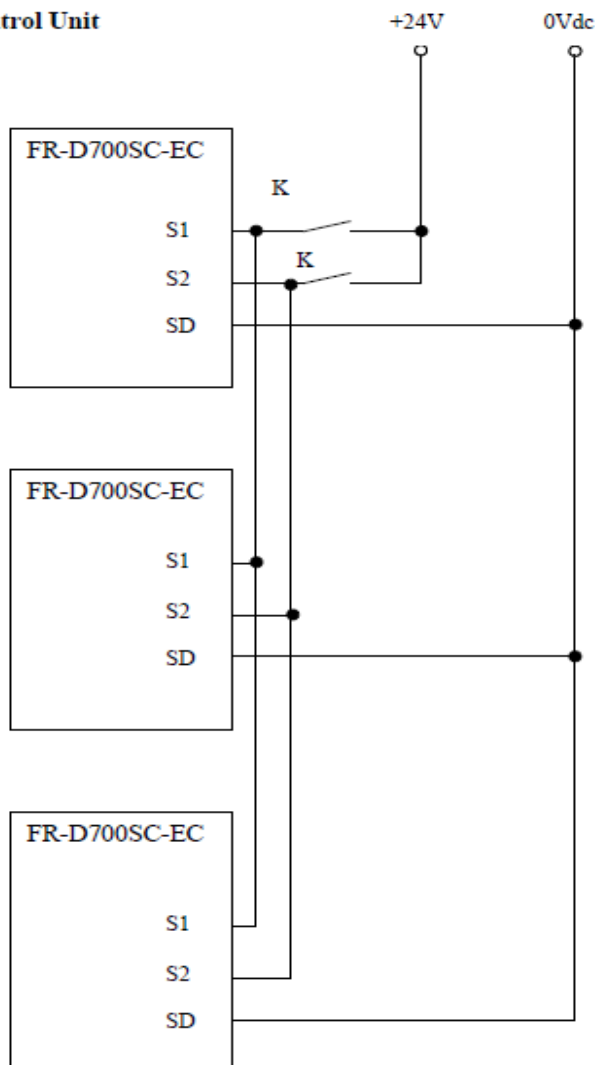 trol Unit
+24V
0Vdc
FR-D700SC-EC
K
S1
K
S2
SD
FR-D700SC-EC
S1
S2
SD
FR-D700SC-EC
S1
S2
SD